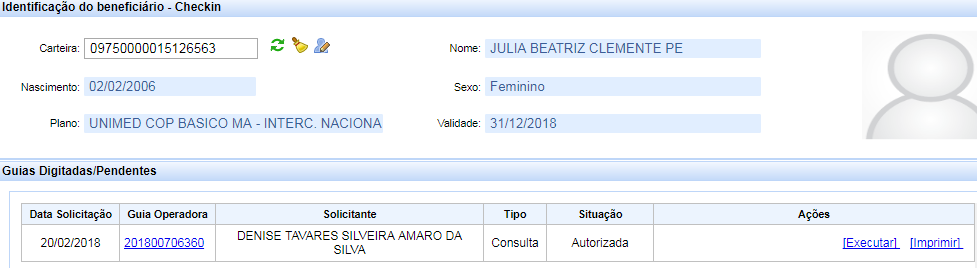 Identificação do beneficiário - Checkin
Carteira: 09750000015126563 Nome: JULIA BEATRIZ CLEMENTE PE
Nascimento: 02/02/2006 Sexo: Feminino
Plano: UNIMED COP BASICO MA - INTERC. NACIONA Validade: 31/12/2018
Guias Digitadas/Pendentes
Data Solicitação Guia Operadora Solicitante Tipo Situação Ações
20/02/2018 201800706360 DENISE TAVARES SILVEIRA AMARO DA Consulta Autorizada [Executar] [Imprimir]
SILVA